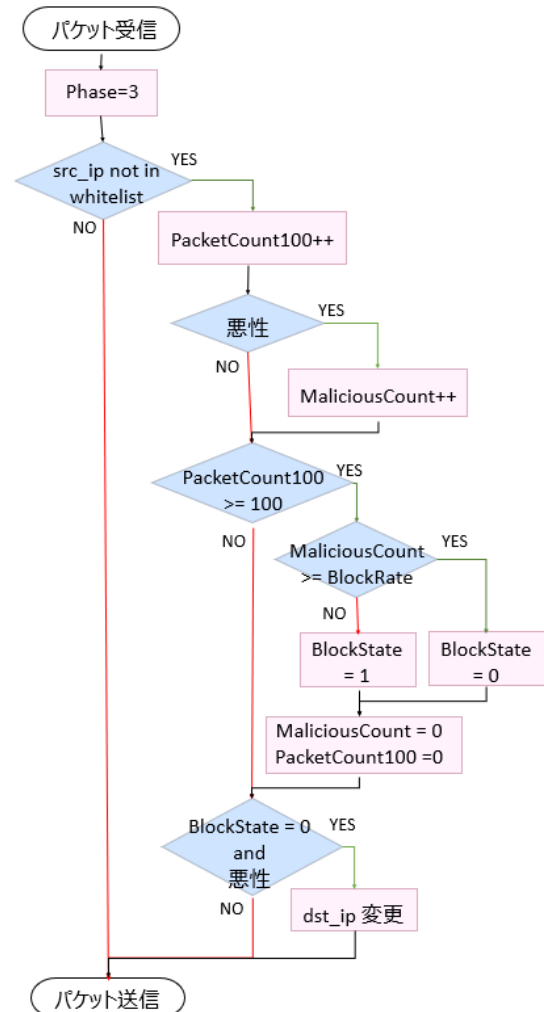 パケット受信
Phase=3
src_ip not in
whitelist
YES
NO
PacketCount100++
悪性
YES
NO
MaliciousCount++
PacketCount100
>= 100
YES
NO
MaliciousCount
>= BlockRate
YES
NO
BlockState
= 1
BlockState
= 0
MaliciousCount = 0
PacketCount100 =0
BlockState = 0
and
悪性
YES
NO
dst_ip 変更
パケット送信